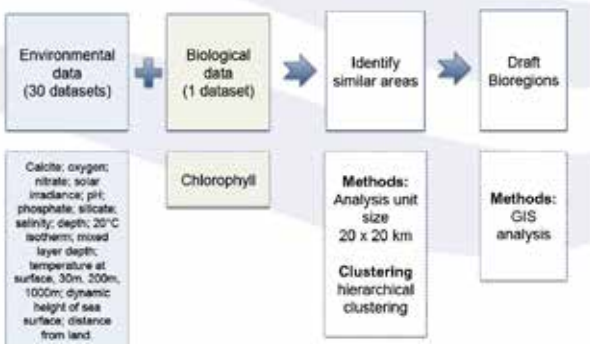 Environmental
data
(30 datasets)
Biological
data
(1 dataset)
Identify
similar areas
Draft
Bioregions
Calcite; oxygen;
nitrate; solar
irradiance; pH;
phosphate; silicate;
salinity; depth; 20°C
isotherm; mixed
layer depth;
temperature at
surface, 30m, 200m,
1000m; dynamic
height of sea
surface; distance
from land.
Chlorophyll
Methods:
Analysis unit
size
20 x 20 km
Clustering
hierarchical
clustering
Methods:
GIS
analysis